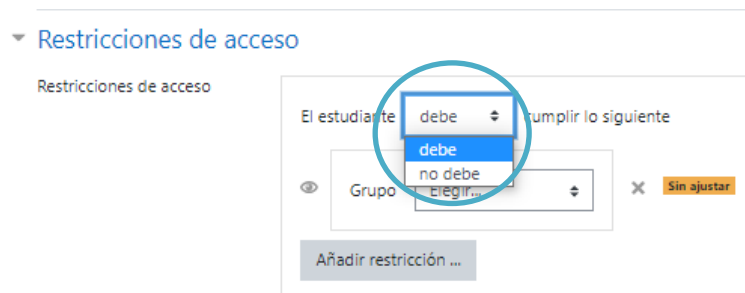 Restricciones de acceso
Restricciones de acceso
El estudiante debe cumplir lo siguiente
debe
no debe
Grupo Elegir... Sin ajustar
Añadir restricción ...